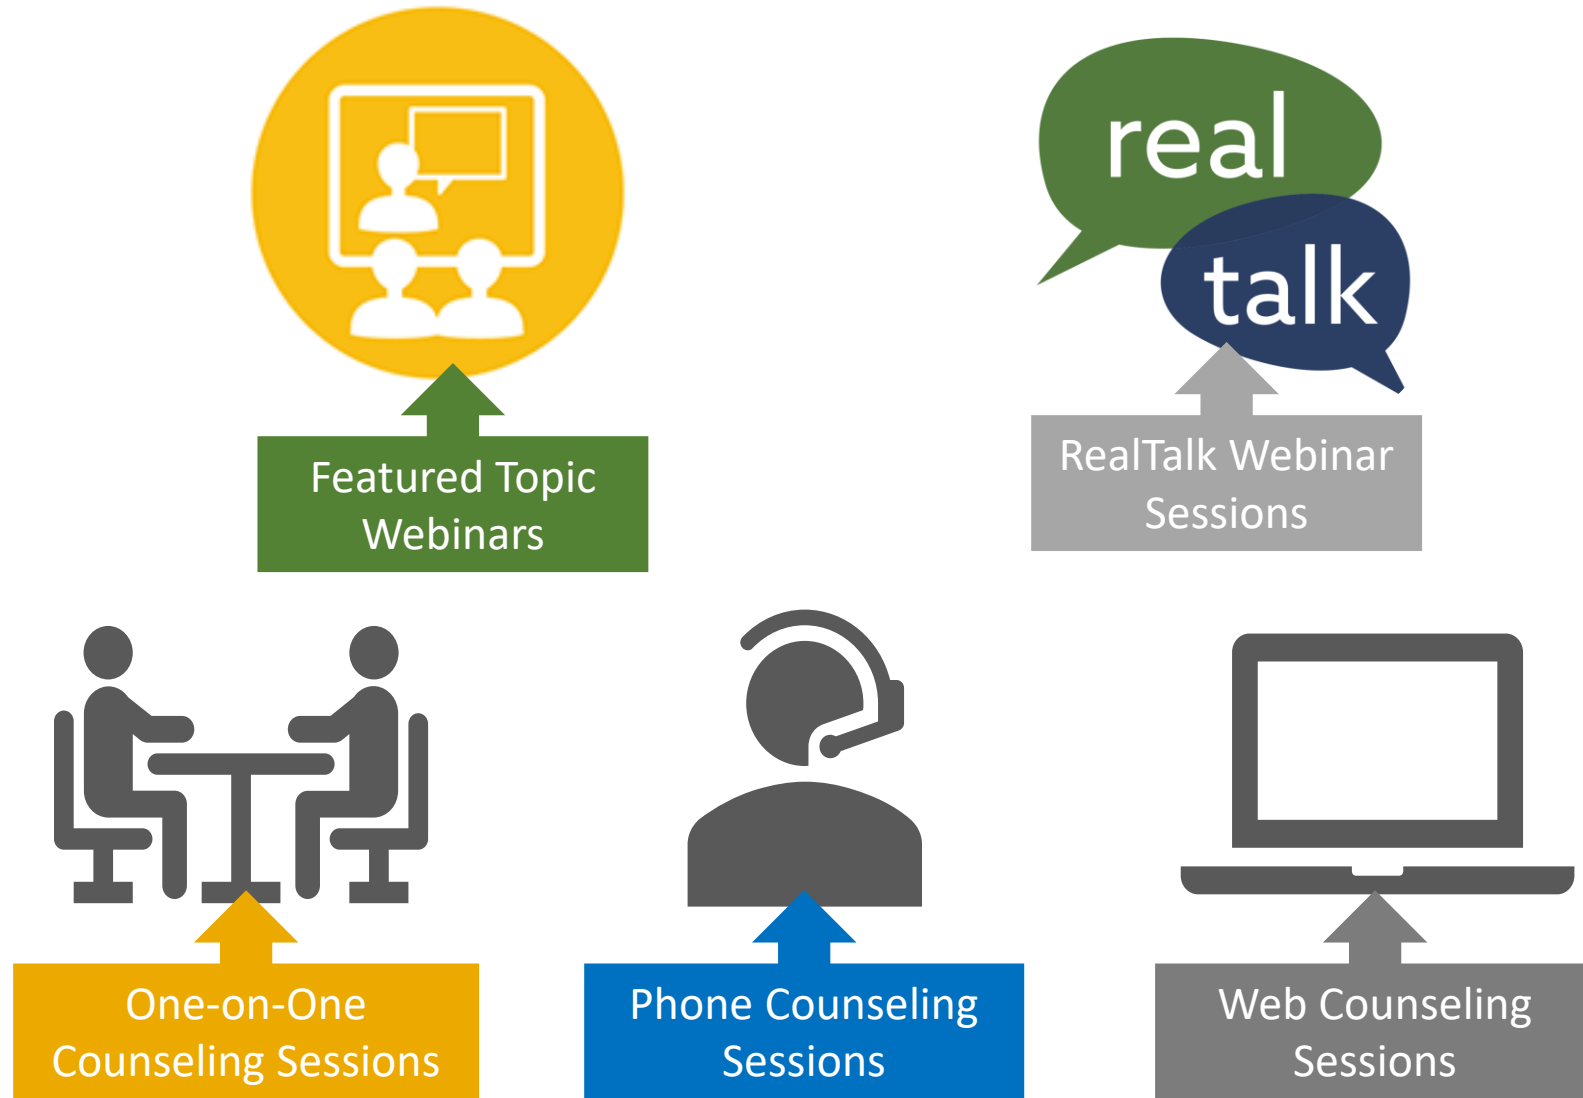 real
talk
Featured Topic
Webinars
RealTalk Webinar
Sessions
One-on-One
Counseling Sessions
Phone Counseling
Sessions
Web Counseling
Sessions